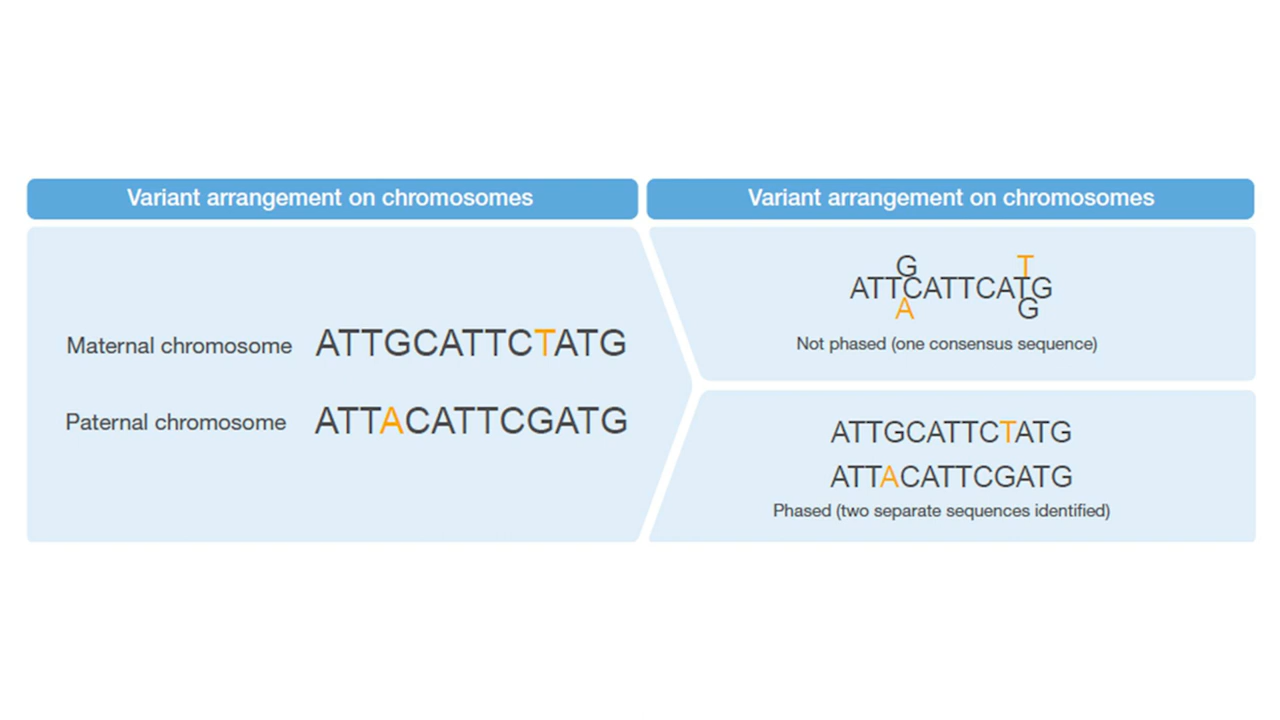 Variant arrangement on chromosomes
Maternal chromosome ATTGCATTCTATG
Paternal chromosome ATTACATTCGATG
Variant arrangement on chromosomes
G T
ATTCATTCATG
A G
Not phased (one consensus sequence)
ATTGCATTCTATG
ATTACATTCGATG
Phased (two separate sequences identified)